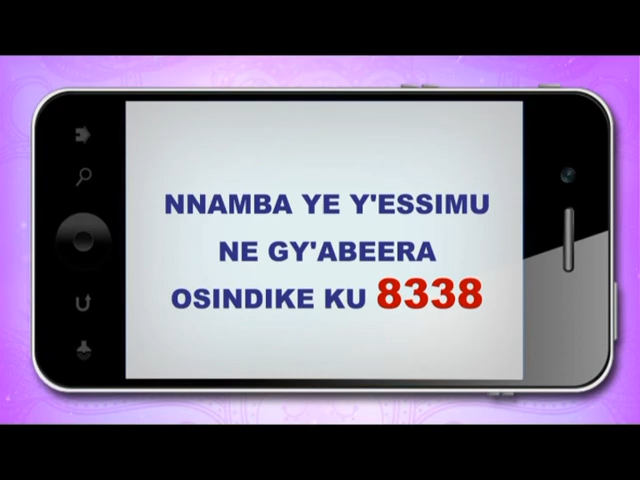 NNAMBA YE Y'ESSIMU
NE GY'ABEERA
OSINDIKE KU 8338